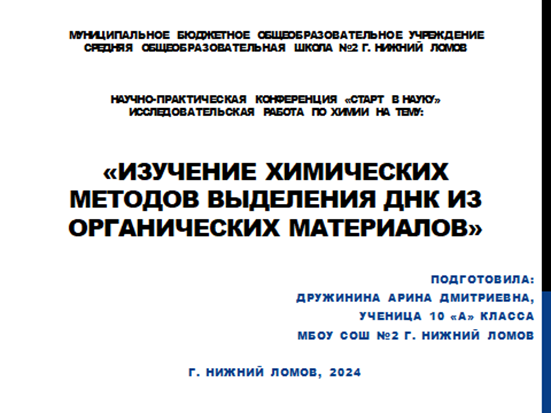 МУНИЦИПАЛЬНОЕ БЮДЖЕТНОЕ ОБЩЕОБРАЗОВАТЕЛЬНОЕ УЧРЕЖДЕНИЕ
СРЕДНЯЯ ОБЩЕОБРАЗОВАТЕЛЬНАЯ ШКОЛА №2 Г. НИЖНИЙ ЛОМОВ
НАУЧНО-ПРАКТИЧЕСКАЯ КОНФЕРЕНЦИЯ «СТАРТ В НАУКУ»
ИССЛЕДОВАТЕЛЬСКАЯ РАБОТА ПО ХИМИИ НА ТЕМУ:
«ИЗУЧЕНИЕ ХИМИЧЕСКИХ
МЕТОДОВ ВЫДЕЛЕНИЯ ДНК ИЗ
ОРГАНИЧЕСКИХ МАТЕРИАЛОВ»
ПОДГОТОВИЛА:
ДРУЖИНИНА АРИНА ДМИТРИЕВНА,
УЧЕНИЦА 10 «А» КЛАССА
МБОУ СОШ №2 Г. НИЖНИЙ ЛОМОВ
Г. НИЖНИЙ ЛОМОВ, 2024